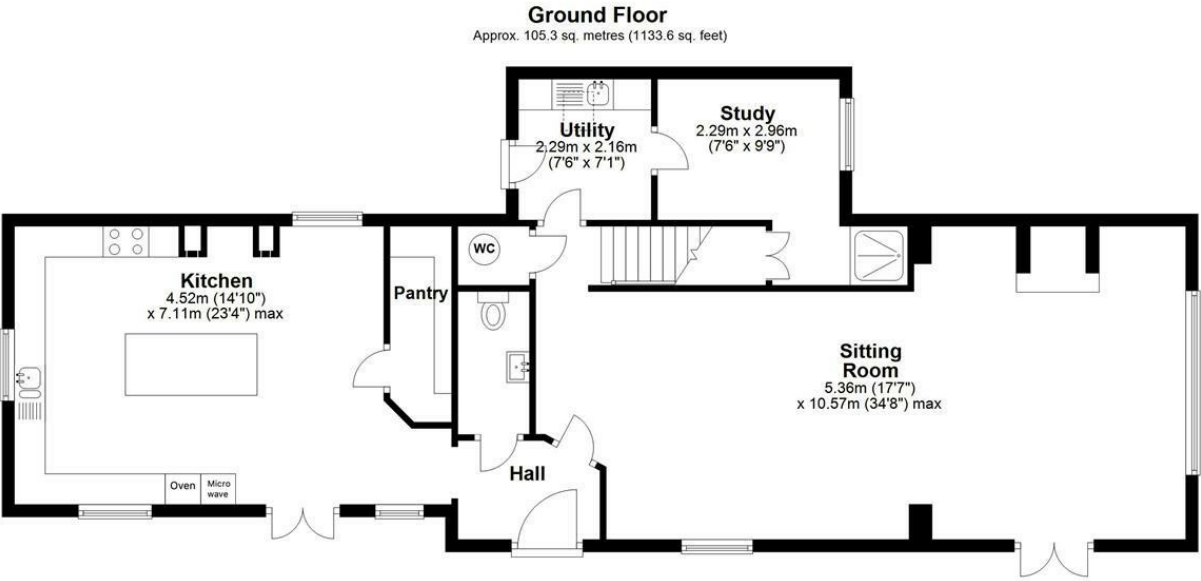 Ground Floor
Approx. 105.3 sq. metres (1133.6 sq. feet)
Utility
2.29m x 2.16m
(7'6" x 7'1")
Study
2.29m x 2.96m
(7'6" x 9'9")
WC
Kitchen
4.52m (14'10")
x 7.11m (23'4") max
Pantry
Sitting
Room
5.36m (17'7")
x 10.57m (34'8") max
Hall
Oven
Micro
wave